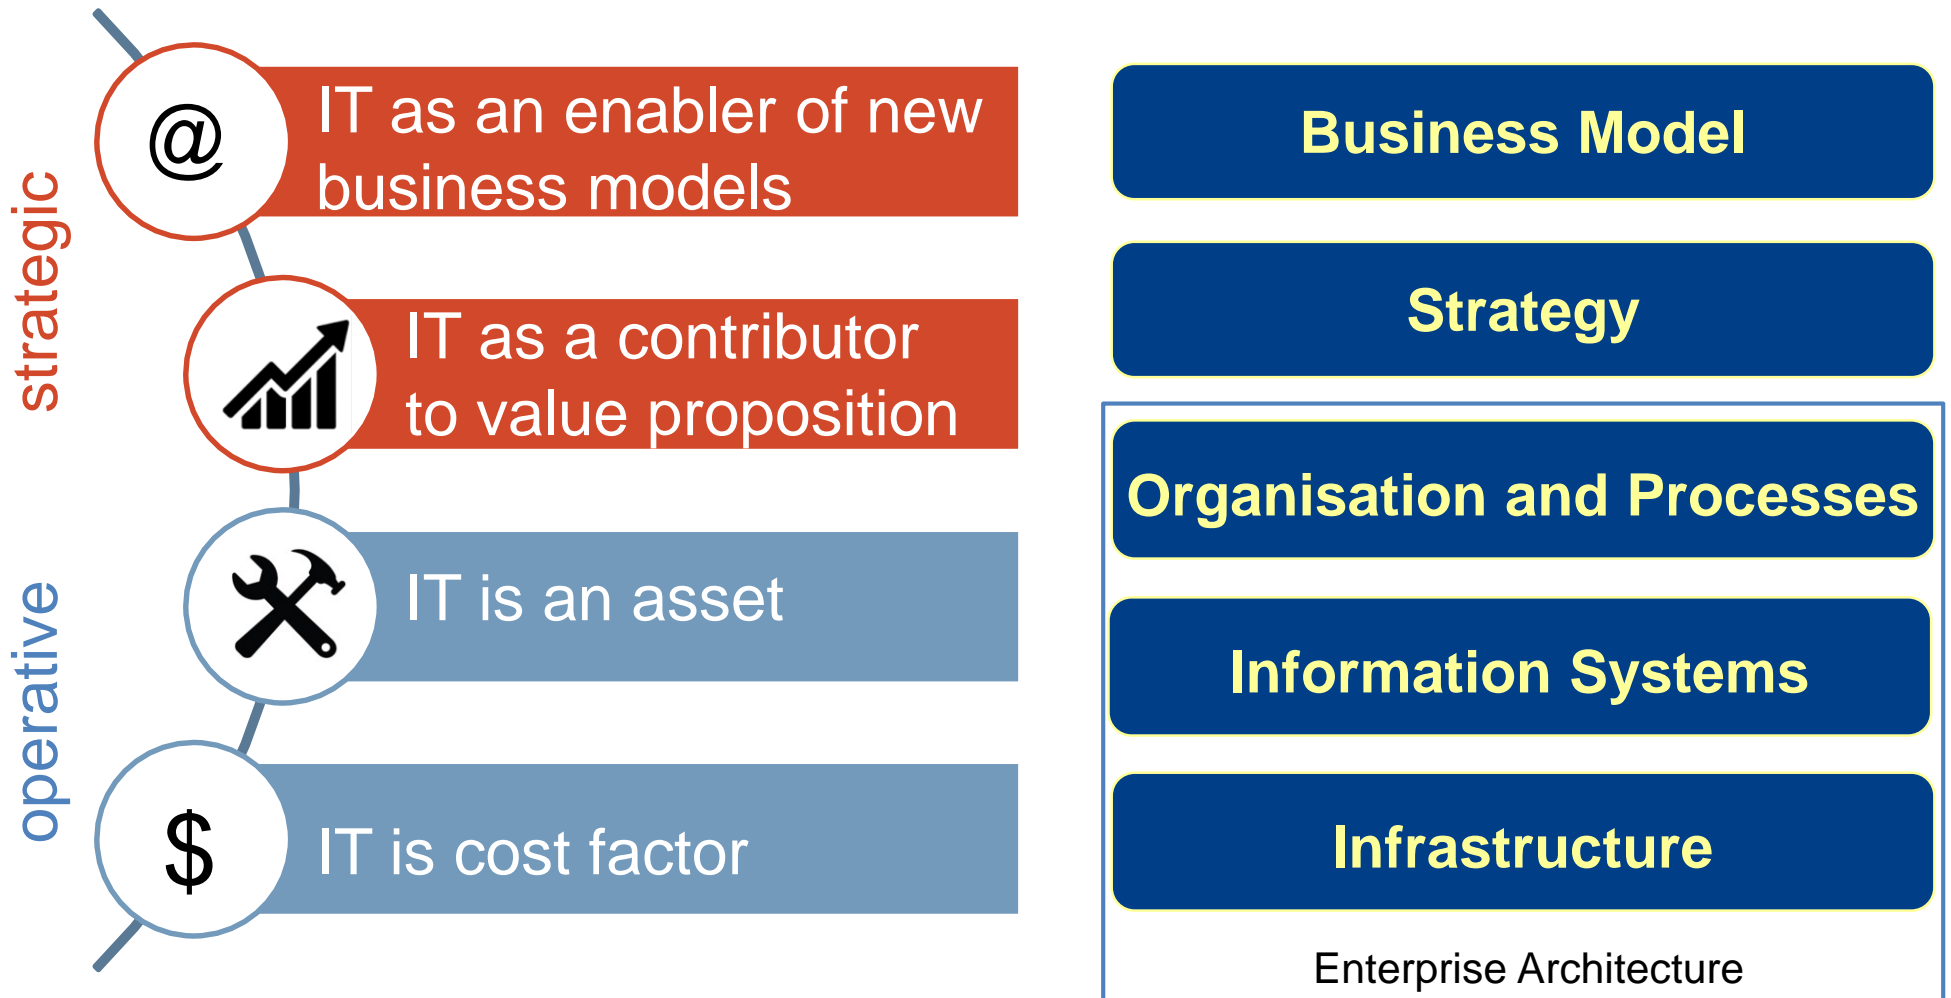 strategic
operative
@
IT as an enabler of new
business models
IT as a contributor
to value proposition
IT is an asset
$
IT is cost factor
Business Model
Strategy
Organisation and Processes
Information Systems
Infrastructure
Enterprise Architecture